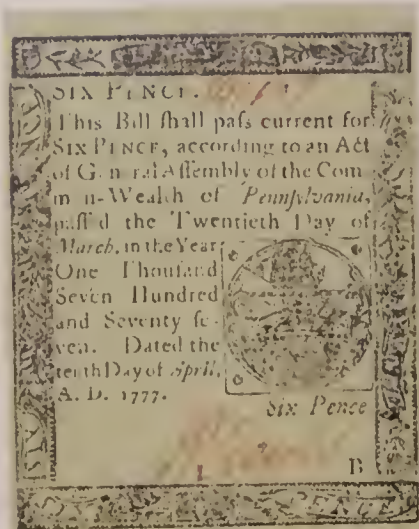 SIX PENCE.
This Bill ſhall paſs current for
SIX PENCE, according to an Act
of General Aſſembly of the Com
mon-Wealth of Pennſylvania,
paſſed the Twentieth Day of
March, in the Year
One Thouſand
Seven Hundred
and Seventy ſe-
ven. Dated the
tenth Day of April,
A. D. 1777.
Six Pence
B
PENCE